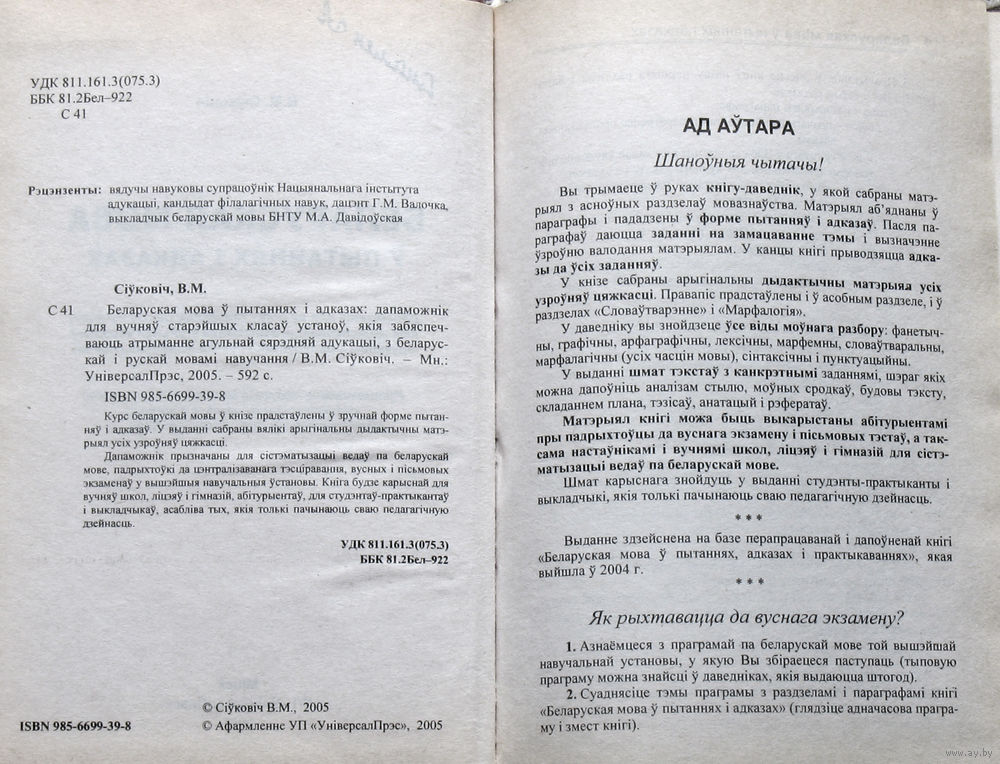 УДК 811.161.3(075.3)
ББК 81.2Бел–922
С 41
Рэцэнзенты: вядучы навуковы супрацоўнік Нацыянальнага інстытута
адукацыі, кандыдат філалагічных навук, дацэнт Г.М. Валочка,
выкладчык беларускай мовы БНТУ М.А. Давідоўская
Сіўковіч, В.М.
С 41 Беларуская мова ў пытаннях і адказах: дапаможнік
для вучняў старэйшых класаў устаноў, якія забяспеч-
ваюць атрыманне агульнай сярэдняй адукацыі, з беларус-
кай і рускай мовамі навучання / В.М. Сіўковіч. – Мн.:
УніверсалПрэс, 2005. – 592 с.
ISBN 985-6699-39-8
Курс беларускай мовы ў кнізе прадстаўлены ў зручнай форме пытан-
няў і адказаў. У выданні сабраны вялікі арыгінальны дыдактычны матэ-
рыял усіх узроўняў цяжкасці.
Дапаможнік прызначаны для сістэматызацыі ведаў па беларускай
мове, падрыхтоўкі да цэнтралізаванага тэсціравання, вусных і пісьмовых
экзаменаў у вышэйшыя навучальныя ўстановы. Кніга будзе карыснай для
вучняў школ, ліцэяў і гімназій, абітурыентаў, для студэнтаў-практыкантаў
і выкладчыкаў, асабліва тых, якія толькі пачынаюць сваю педагагічную
дзейнасць.
УДК 811.161.3(075.3)
ББК 81.2Бел–922
© Сіўковіч В.М., 2005
ISBN 985-6699-39-8 © Афармленне УП «УніверсалПрэс», 2005
АД АЎТАРА
Шаноўныя чытачы!
Вы трымаеце ў руках кнігу-даведнік, у якой сабраны матэ-
рыял з асноўных раздзелаў мовазнаўства. Матэрыял аб’яднаны ў
параграфы і пададзены ў форме пытанняў і адказаў. Пасля па-
раграфаў даюцца заданні на замацаванне тэмы і вызначэнне
ўзроўню валодання матэрыялам. У канцы кнігі прыводзяцца адка-
зы да ўсіх заданняў.
У кнізе сабраны арыгінальны дыдактычны матэрыял усіх
узроўняў цяжкасці. Правапіс прадстаўлены і ў асобным раздзеле, і ў
раздзелах «Словаўтварэнне» і «Марфалогія».
У даведніку вы знойдзеце ўсе віды моўнага разбору: фанетыч-
ны, графічны, арфаграфічны, лексічны, марфемны, словаўтваральны,
марфалагічны (усіх часцін мовы), сінтаксічны і пунктуацыйны.
У выданні шмат тэкстаў з канкрэтнымі заданнямі, шэраг якіх
можна дапоўніць аналізам стылю, моўных сродкаў, будовы тэксту,
складаннем плана, тэзісаў, анатацый і рэфератаў.
Матэрыял кнігі можа быць выкарыстаны абітурыентамі
пры падрыхтоўцы да вуснага экзамену і пісьмовых тэстаў, а так-
сама настаўнікамі і вучнямі школ, ліцэяў і гімназій для сістэ-
матызацыі ведаў па беларускай мове.
Шмат карыснага знойдуць у выданні студэнты-практыканты і
выкладчыкі, якія толькі пачынаюць сваю педагагічную дзейнасць.
* * *
Выданне здзейснена на базе перапрацаванай і дапоўненай кнігі
«Беларуская мова ў пытаннях, адказах і практыкаваннях», якая
выйшла ў 2004 г.
* * *
Як рыхтавацца да вуснага экзамену?
1. Азнаёмцеся з праграмай па беларускай мове той вышэйшай
навучальнай установы, у якую Вы збіраецеся паступаць (тыповую
праграму можна знайсці ў даведніках, якія выдаюцца штогод).
2. Суаднясіце тэмы праграмы з раздзеламі і параграфамі кнігі
«Беларуская мова ў пытаннях і адказах» (глядзіце адначасова прагра-
му і змест кнігі).
www.ay.by